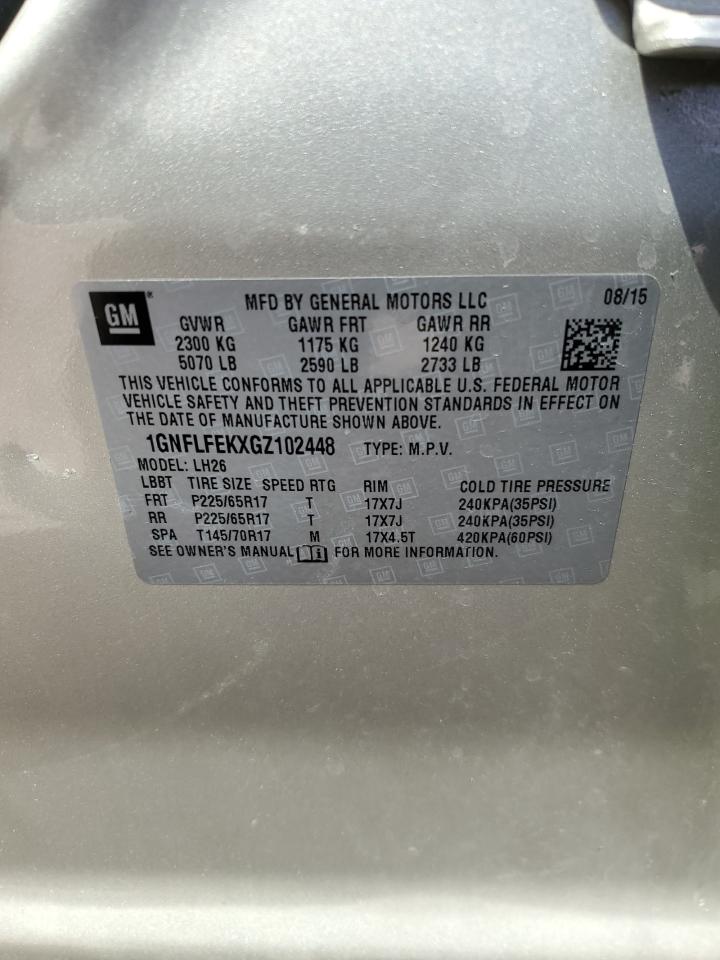 GM
MFD BY GENERAL MOTORS LLC 08/15
GVWR GAWR FRT GAWR RR
2300 KG 1175 KG 1240 KG
5070 LB 2590 LB 2733 LB
THIS VEHICLE CONFORMS TO ALL APPLICABLE U.S. FEDERAL MOTOR
VEHICLE SAFETY AND THEFT PREVENTION STANDARDS IN EFFECT ON
THE DATE OF MANUFACTURE SHOWN ABOVE.
1GNFLFEKXGZ102448 TYPE: M.P.V.
MODEL: LH26
LBBT TIRE SIZE SPEED RTG RIM COLD TIRE PRESSURE
FRT P225/65R17 T 17X7J 240KPA(35PSI)
RR P225/65R17 T 17X7J 240KPA(35PSI)
SPA T145/70R17 M 17X4.5T 420KPA(60PSI)
SEE OWNER'S MANUAL FOR MORE INFORMATION.